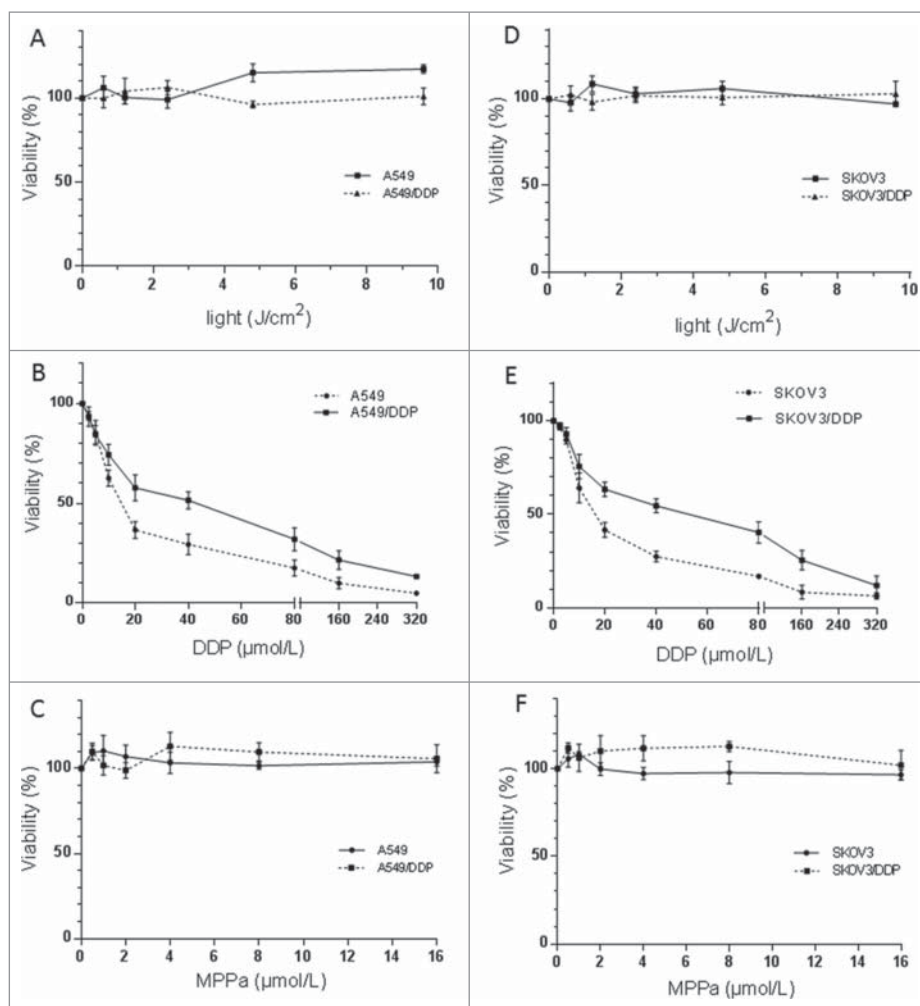 A
Viability (%)
100
50
0
A549
A549/DDP
0 2 4 6 8 10
light (J/cm²)
D
Viability (%)
100
50
0
SKOV3
SKOV3/DDP
0 2 4 6 8 10
light (J/cm²)
B
Viability (%)
100
50
0
A549
A549/DDP
0 20 40 60 80 160 240 320
DDP (µmol/L)
E
Viability (%)
100
50
0
SKOV3
SKOV3/DDP
0 20 40 60 80 160 240 320
DDP (µmol/L)
C
Viability (%)
100
50
0
A549
A549/DDP
0 2 4 6 8 10 12 14 16
MPPa (µmol/L)
F
Viability (%)
100
50
0
SKOV3
SKOV3/DDP
0 2 4 6 8 10 12 14 16
MPPa (µmol/L)